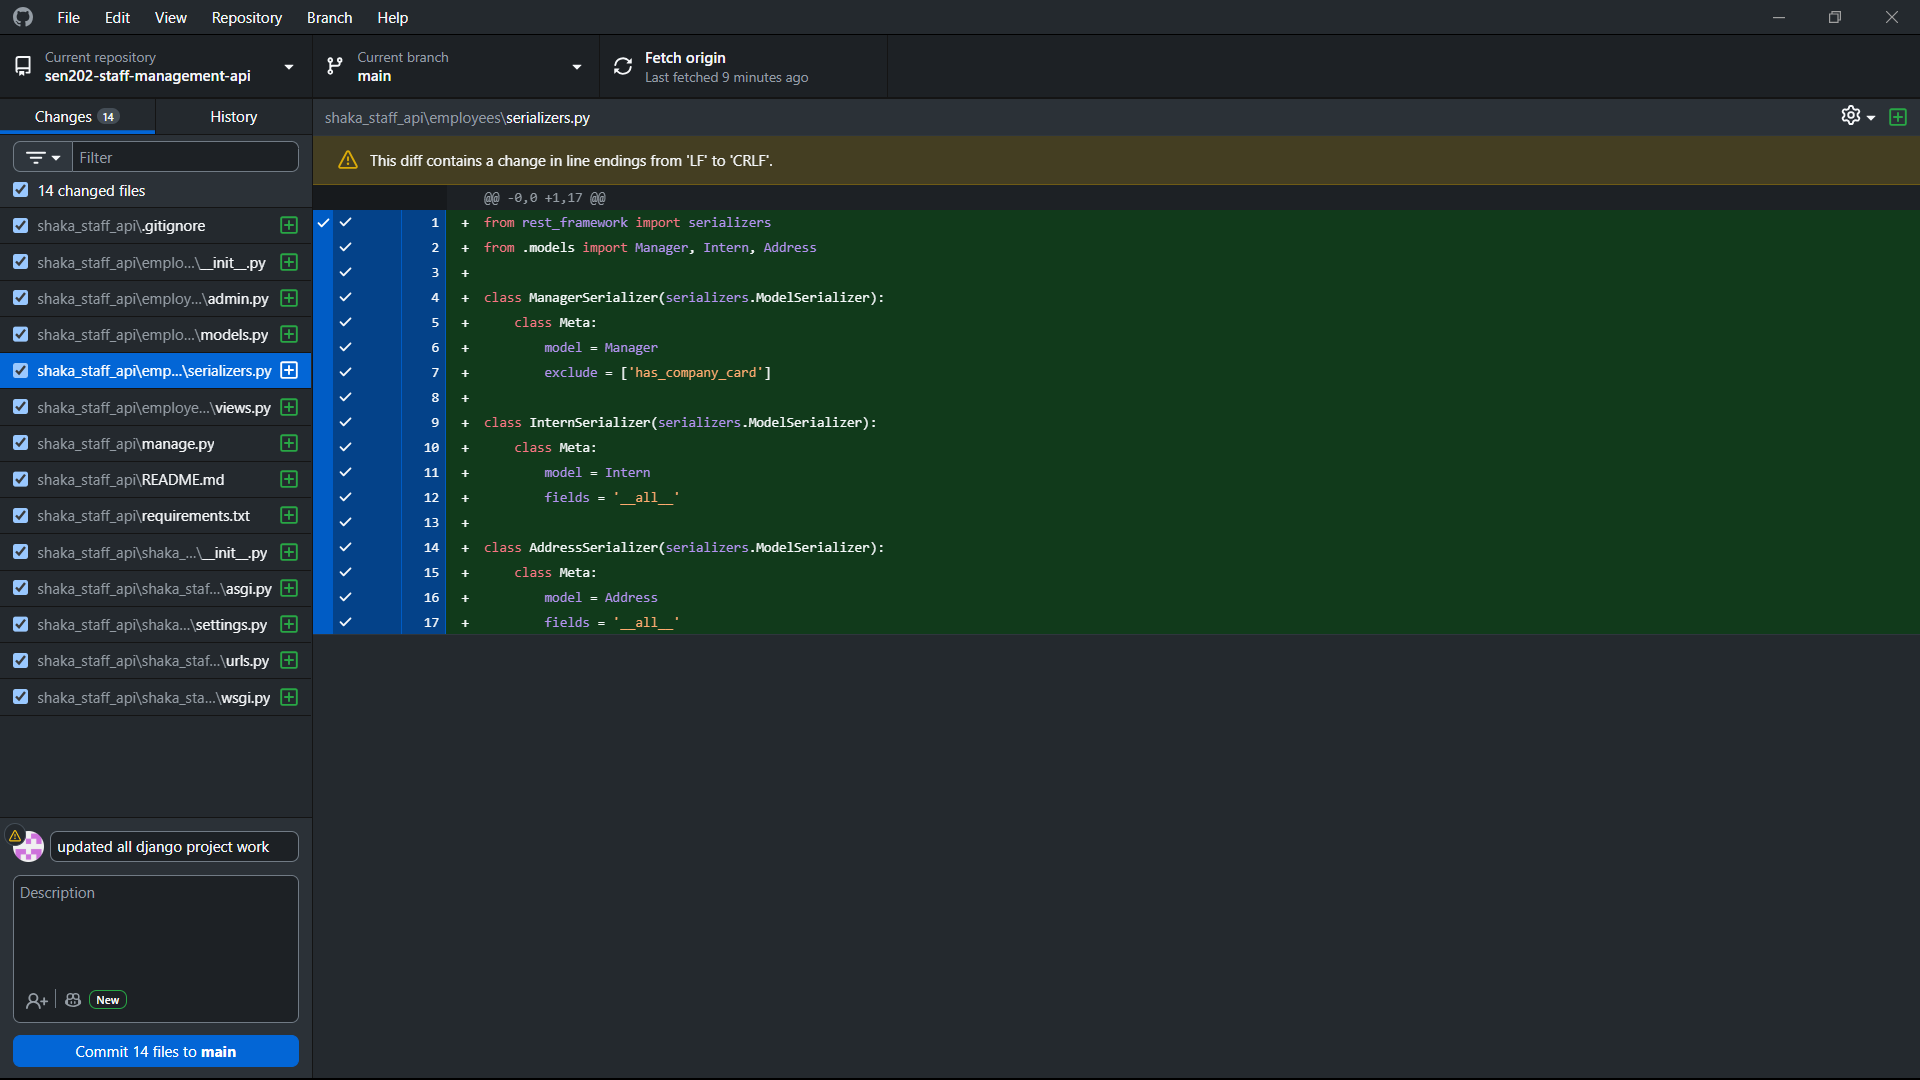 File Edit View Repository Branch Help
Current repository
sen202-staff-management-api
Current branch
main
Fetch origin
Last fetched 9 minutes ago
Changes 14
History
shaka_staff_api\employees\serializers.py
Filter
This diff contains a change in line endings from 'LF' to 'CRLF'.
14 changed files
shaka_staff_api\.gitignore
shaka_staff_api\emplo...\__init__.py
shaka_staff_api\employ...\admin.py
shaka_staff_api\emplo...\models.py
shaka_staff_api\emp...\serializers.py
shaka_staff_api\employe...\views.py
shaka_staff_api\manage.py
shaka_staff_api\README.md
shaka_staff_api\requirements.txt
shaka_staff_api\shaka_...\__init__.py
shaka_staff_api\shaka_staf...\asgi.py
shaka_staff_api\shaka...\settings.py
shaka_staff_api\shaka_staf...\urls.py
shaka_staff_api\shaka_sta...\wsgi.py
@@ -0,0 +1,17 @@
1 + from rest_framework import serializers
2 + from .models import Manager, Intern, Address
3 +
4 + class ManagerSerializer(serializers.ModelSerializer):
5 +     class Meta:
6 +         model = Manager
7 +         exclude = ['has_company_card']
8 +
9 + class InternSerializer(serializers.ModelSerializer):
10 +     class Meta:
11 +         model = Intern
12 +         fields = '__all__'
13 +
14 + class AddressSerializer(serializers.ModelSerializer):
15 +     class Meta:
16 +         model = Address
17 +         fields = '__all__'
updated all django project work
Description
New
Commit 14 files to main